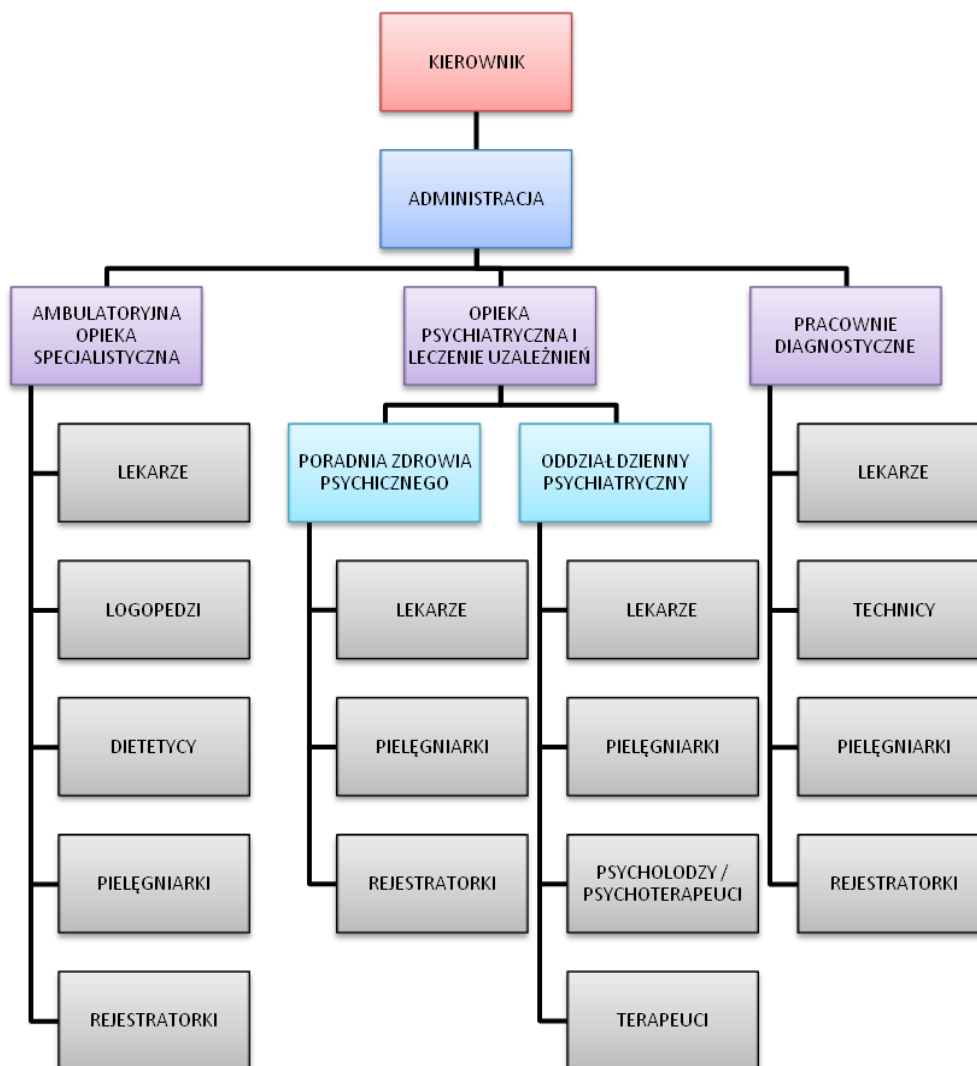 KIEROWNIK
ADMINISTRACJA
AMBULATORYJNA
OPIEKA
SPECJALISTYCZNA
OPIEKA
PSYCHIATRYCZNA I
LECZENIE UZALEŻNIEŃ
PRACOWNIE
DIAGNOSTYCZNE
LEKARZE
LOGOPEDZI
DIETETYCY
PIELĘGNIARKI
REJESTRATORKI
PORADNIA ZDROWIA
PSYCHICZNEGO
LEKARZE
PIELĘGNIARKI
REJESTRATORKI
ODDZIAŁ DZIENNY
PSYCHIATRYCZNY
LEKARZE
PIELĘGNIARKI
PSYCHOLODZY /
PSYCHOTERAPEUCI
TERAPEUCI
LEKARZE
TECHNICY
PIELĘGNIARKI
REJESTRATORKI